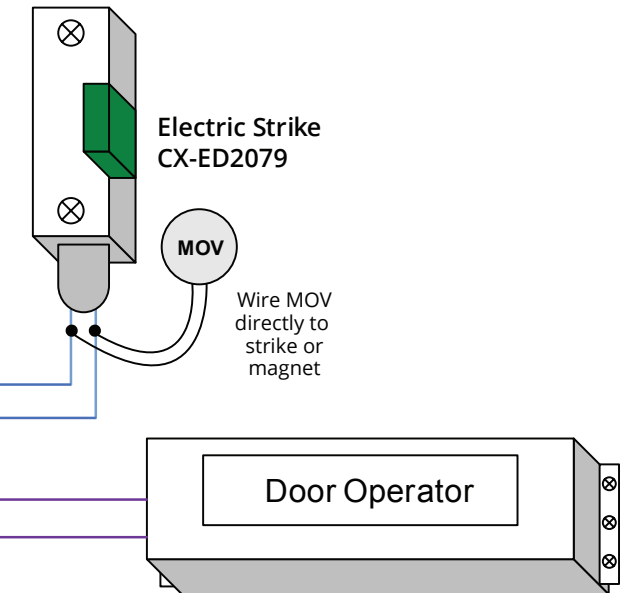 Electric Strike
CX-ED2079
MOV
Wire MOV
directly to
strike or
magnet
Door Operator